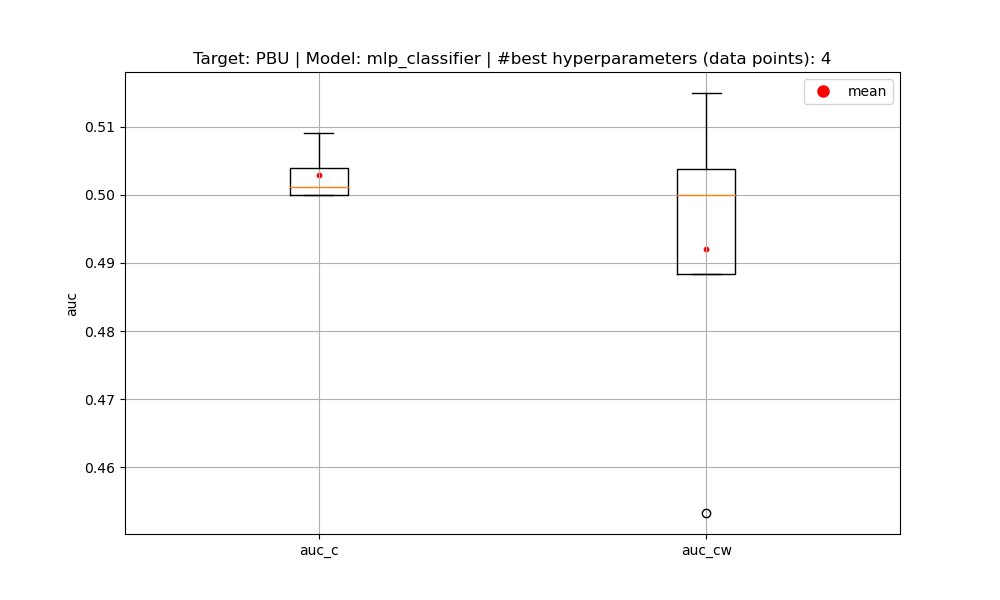 Target: PBU | Model: mlp_classifier | #best hyperparameters (data points): 4
mean
0.51
0.50
0.49
0.48
0.47
0.46
auc
auc_c
auc_cw